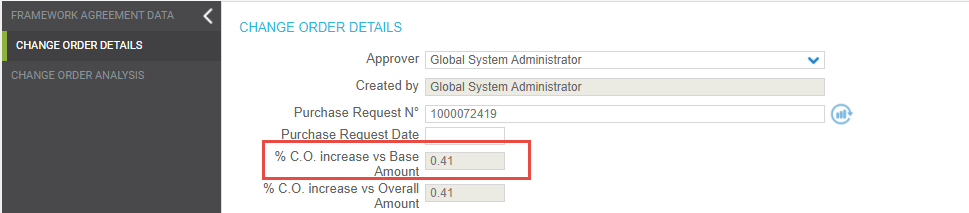 FRAMEWORK AGREEMENT DATA
CHANGE ORDER DETAILS
CHANGE ORDER ANALYSIS
CHANGE ORDER DETAILS
Approver Global System Administrator
Created by Global System Administrator
Purchase Request N° 1000072419
Purchase Request Date
% C.O. increase vs Base
Amount 0.41
% C.O. increase vs Overall
Amount 0.41